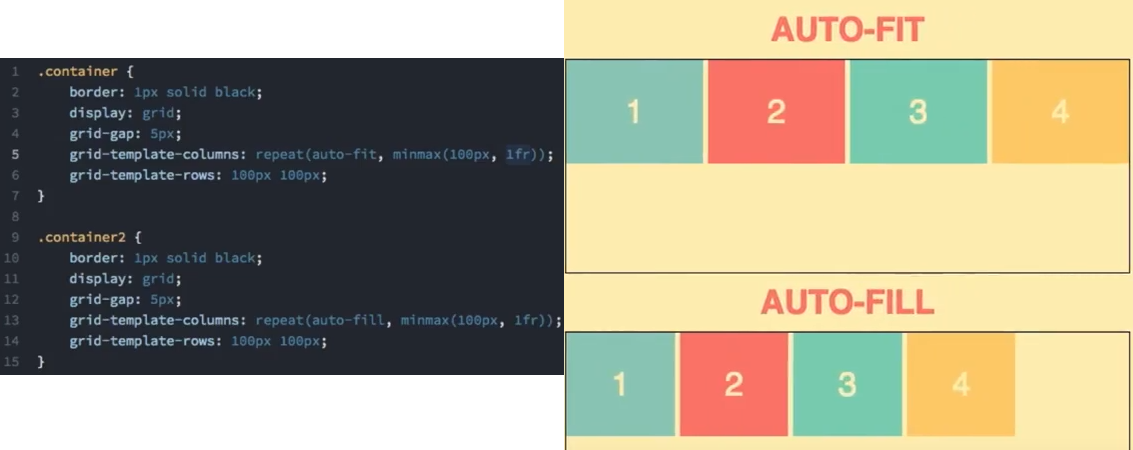 1 .container {
2 border: 1px solid black;
3 display: grid;
4 grid-gap: 5px;
5 grid-template-columns: repeat(auto-fit, minmax(100px, 1fr));
6 grid-template-rows: 100px 100px;
7 }
8
9 .container2 {
10 border: 1px solid black;
11 display: grid;
12 grid-gap: 5px;
13 grid-template-columns: repeat(auto-fill, minmax(100px, 1fr));
14 grid-template-rows: 100px 100px;
15 }
AUTO-FIT
1 2 3 4
AUTO-FILL
1 2 3 4